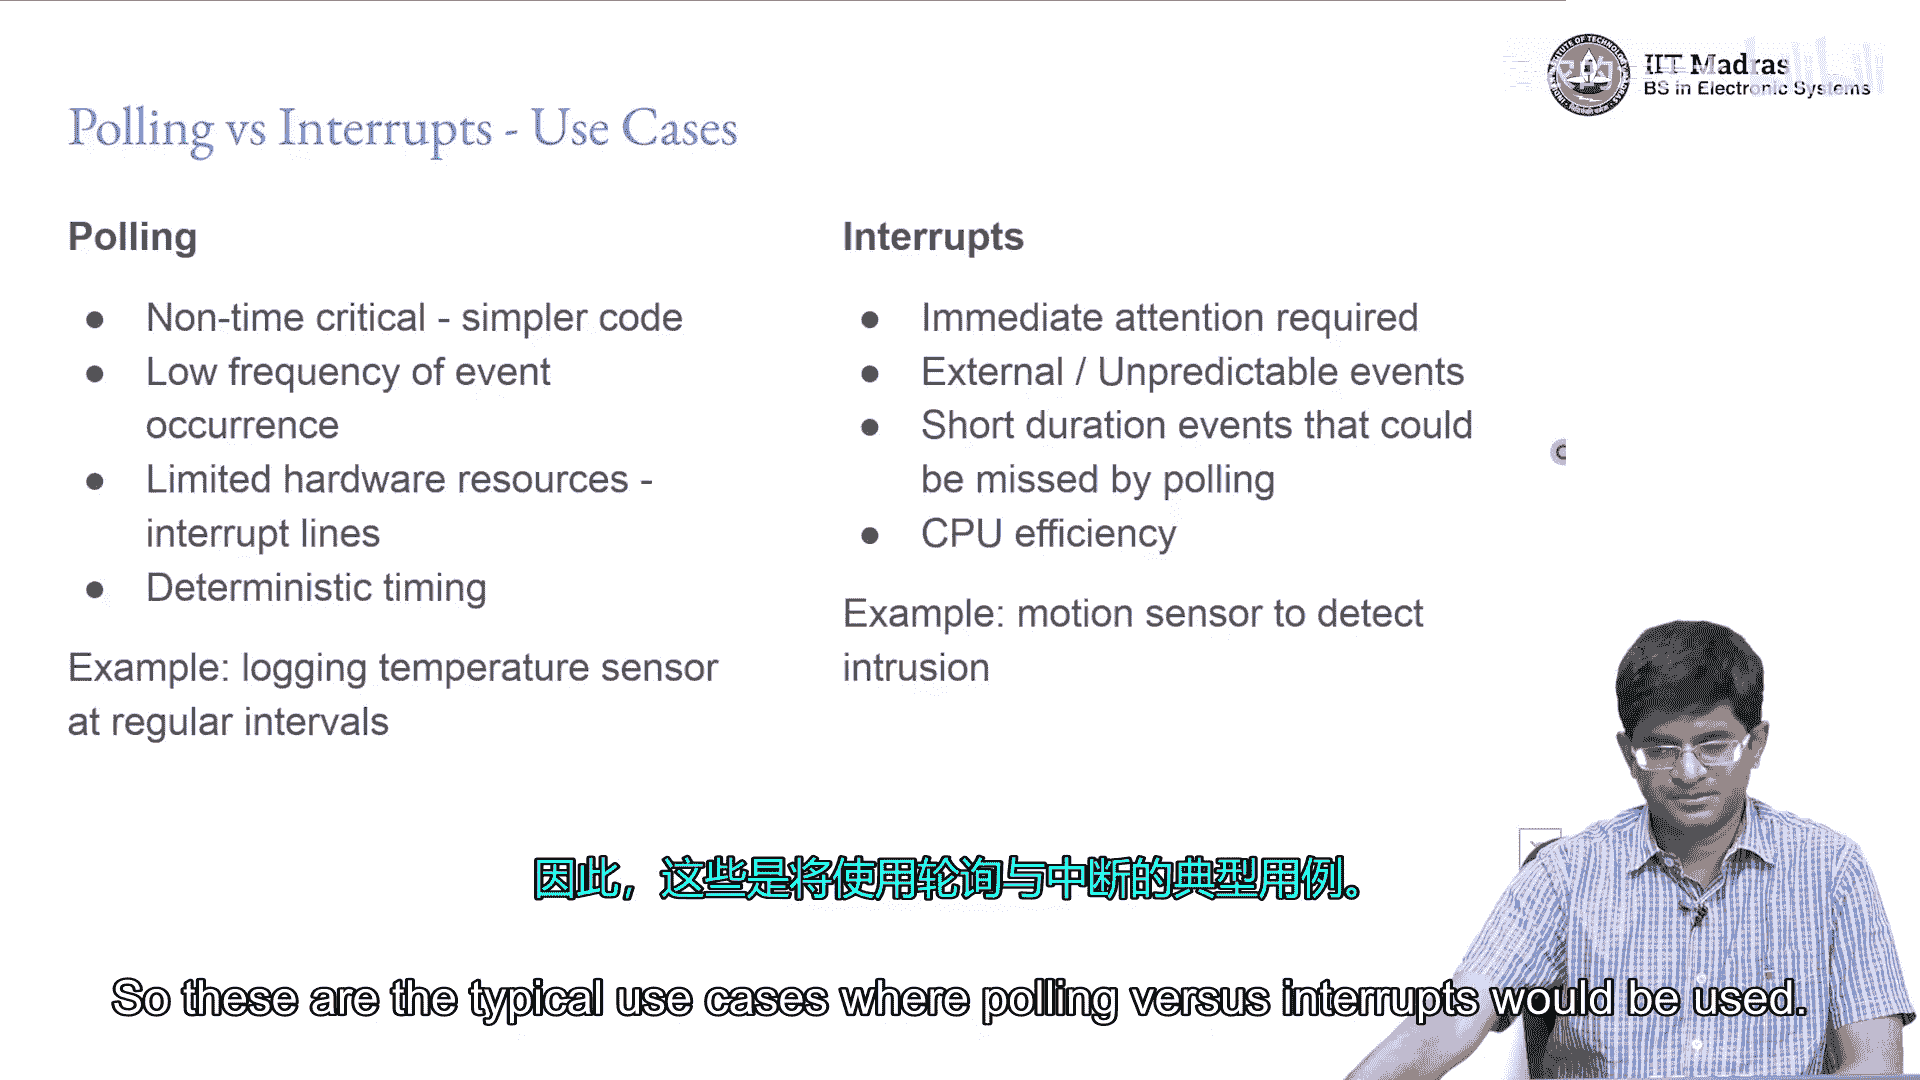 IIT Madras
BS in Electronic Systems
Polling vs Interrupts - Use Cases
Polling
● Non-time critical - simpler code
● Low frequency of event
occurrence
● Limited hardware resources -
interrupt lines
● Deterministic timing
Example: logging temperature sensor
at regular intervals
Interrupts
● Immediate attention required
● External / Unpredictable events
● Short duration events that could
be missed by polling
● CPU efficiency
Example: motion sensor to detect
intrusion
因此，这些是将使用轮询与中断的典型用例。
So these are the typical use cases where polling versus interrupts would be used.